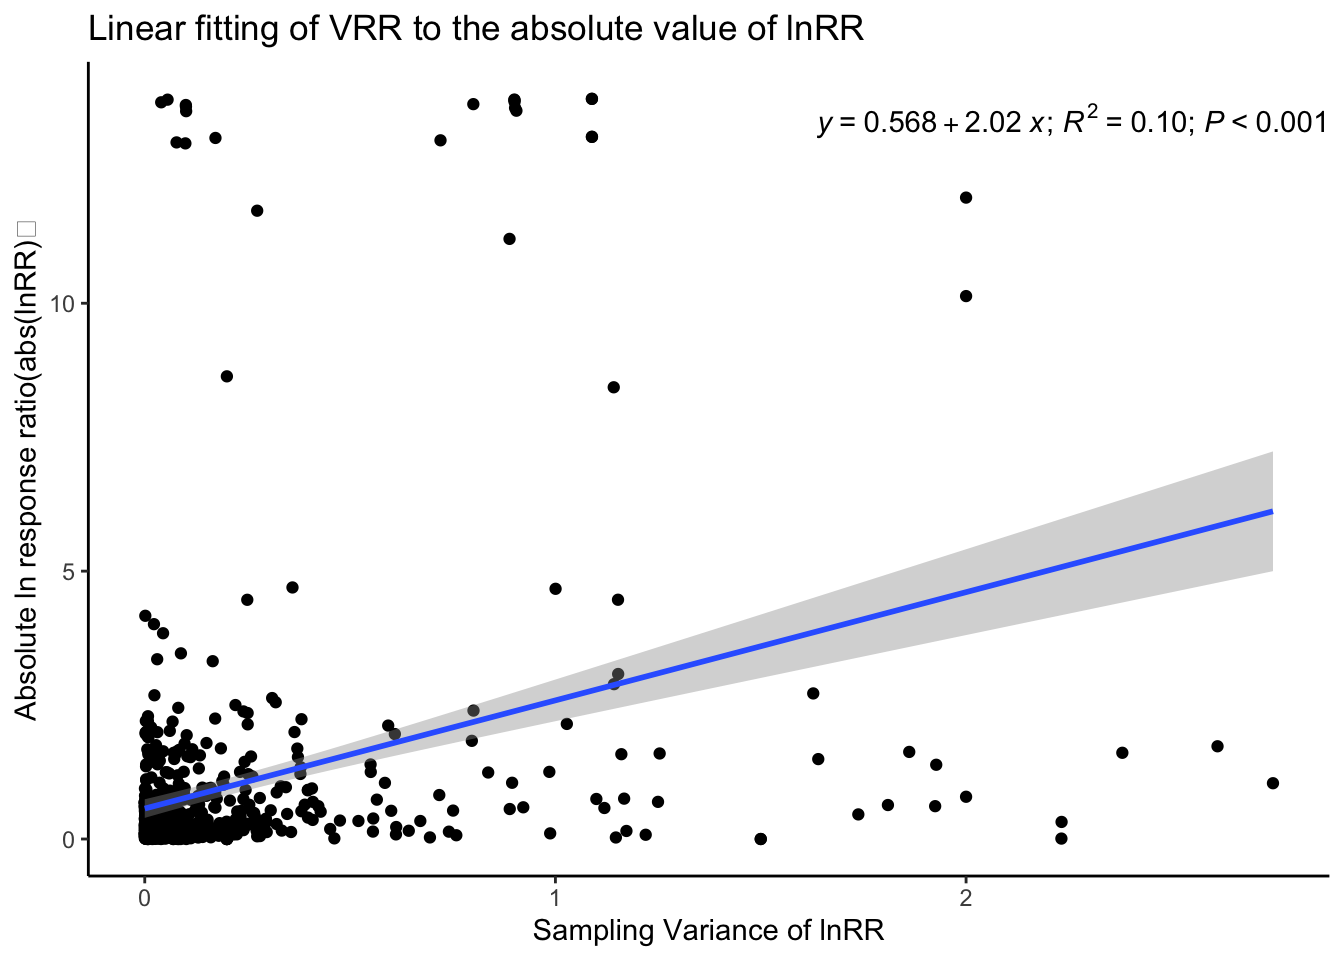 Linear fitting of VRR to the absolute value of lnRR
y = 0.568 + 2.02 x; R² = 0.10; P < 0.001
Absolute ln response ratio(abs(lnRR)□
10
5
0
0 1 2
Sampling Variance of lnRR